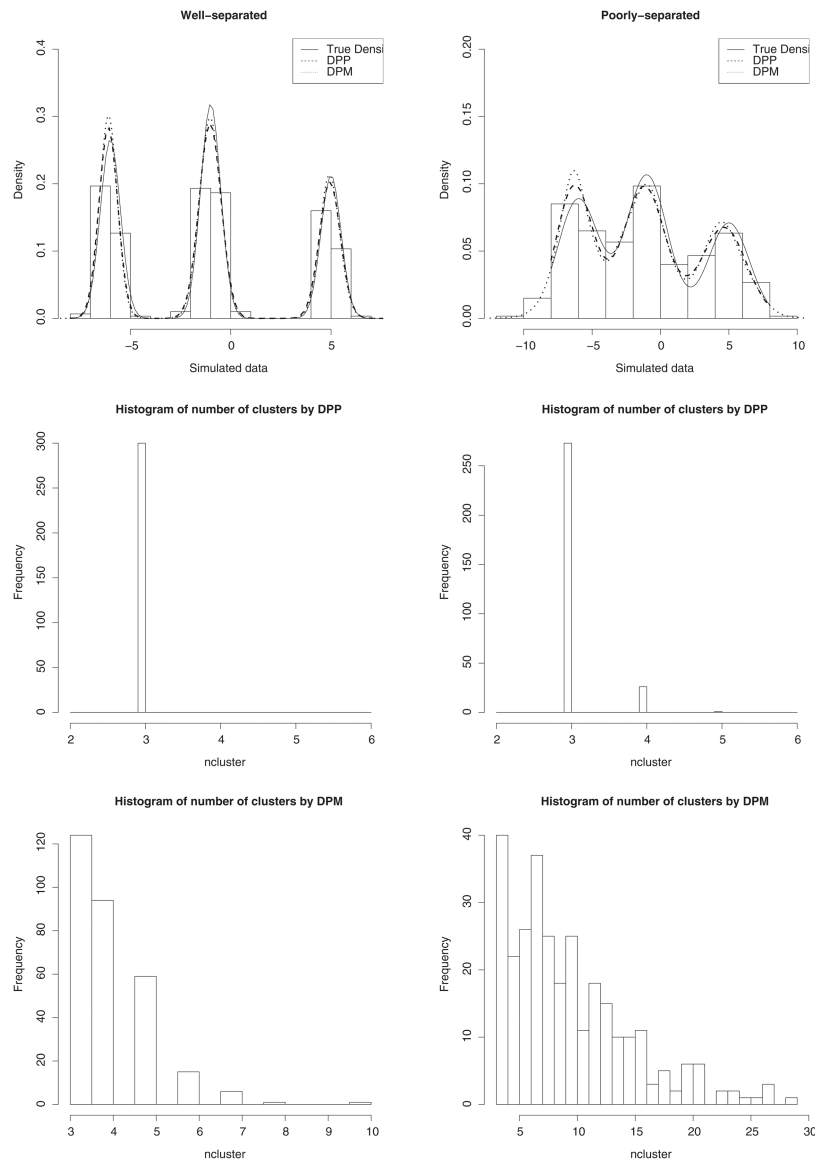 Well−separated
0.0 0.1 0.2 0.3 0.4
Density
True Densi
DPP
DPM
−5 0 5
Simulated data
Poorly−separated
0.00 0.05 0.10 0.15 0.20
Density
True Densi
DPP
DPM
−10 −5 0 5 10
Simulated data
Histogram of number of clusters by DPP
0 50 100 150 200 250 300
Frequency
2 3 4 5 6
ncluster
Histogram of number of clusters by DPP
0 50 100 150 200 250
Frequency
2 3 4 5 6
ncluster
Histogram of number of clusters by DPM
0 20 40 60 80 100 120
Frequency
3 4 5 6 7 8 9 10
ncluster
Histogram of number of clusters by DPM
0 10 20 30 40
Frequency
5 10 15 20 25 30
ncluster